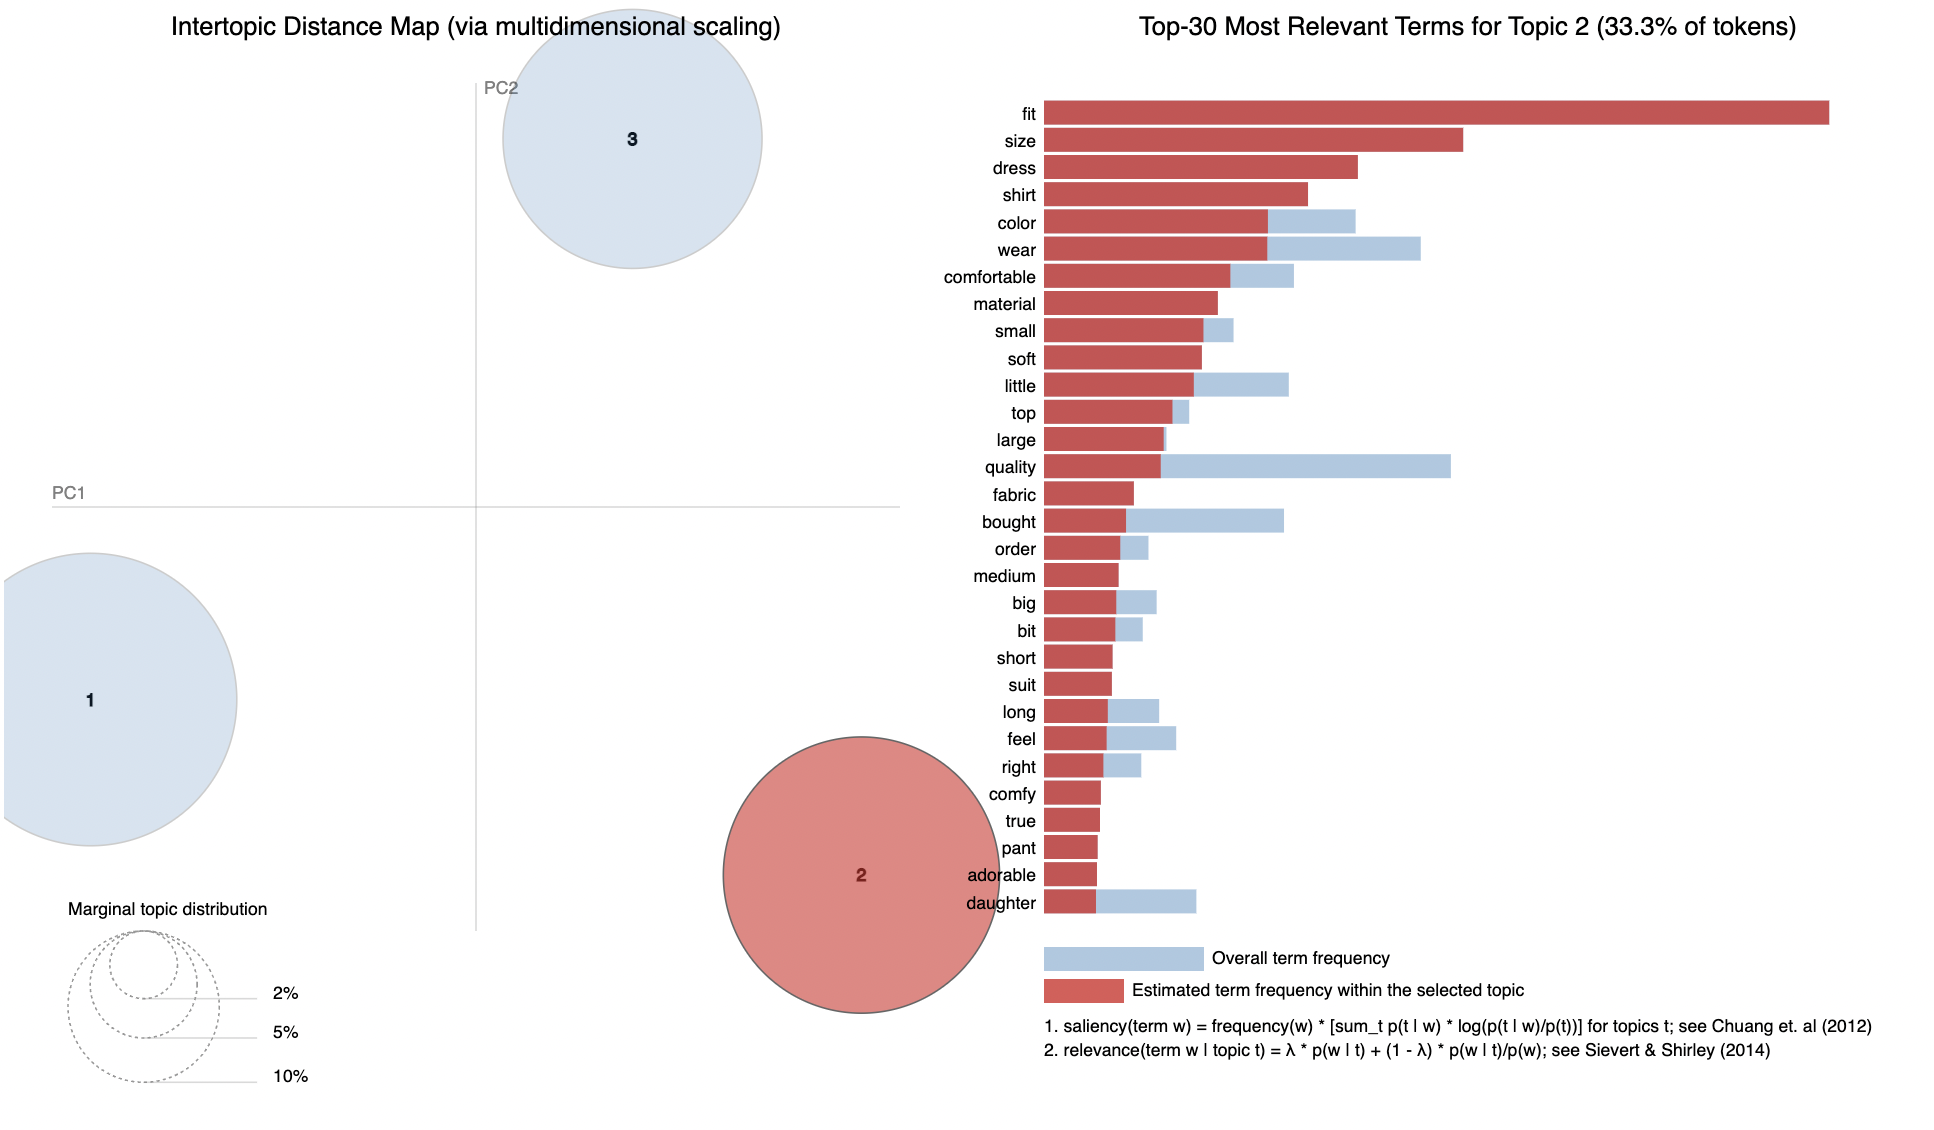 Intertopic Distance Map (via multidimensional scaling)
PC2
3
PC1
1
2
Marginal topic distribution
2%
5%
10%
Top-30 Most Relevant Terms for Topic 2 (33.3% of tokens)
fit
size
dress
shirt
color
wear
comfortable
material
small
soft
little
top
large
quality
fabric
bought
order
medium
big
bit
short
suit
long
feel
right
comfy
true
pant
adorable
daughter
Overall term frequency
Estimated term frequency within the selected topic
1. saliency(term w) = frequency(w) * [sum_t p(t | w) * log(p(t | w)/p(t))] for topics t; see Chuang et. al (2012)
2. relevance(term w | topic t) = λ * p(w | t) + (1 - λ) * p(w | t)/p(w); see Sievert & Shirley (2014)